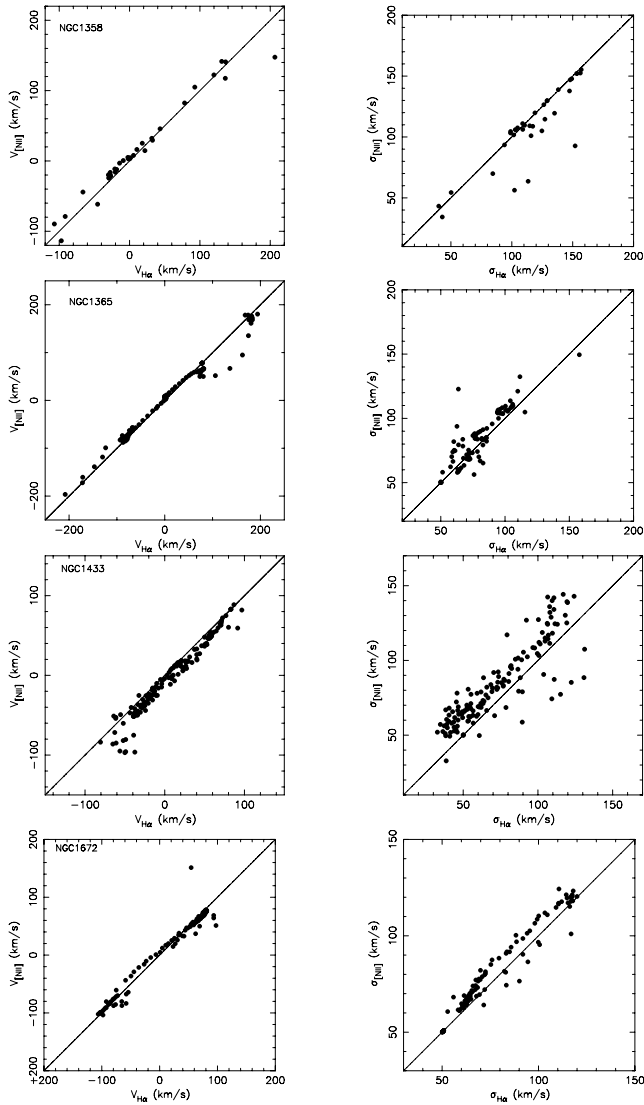 NGC1358
V[NII] (km/s)
−100 0 100 200
−100 0 100 200
VHα (km/s)
σ[NII] (km/s)
50 100 150 200
50 100 150 200
σHα (km/s)
NGC1365
V[NII] (km/s)
−200 0 200
−200 0 200
VHα (km/s)
σ[NII] (km/s)
50 100 150 200
50 100 150 200
σHα (km/s)
NGC1433
V[NII] (km/s)
−100 0 100
−100 0 100
VHα (km/s)
σ[NII] (km/s)
50 100 150
50 100 150
σHα (km/s)
NGC1672
V[NII] (km/s)
−200 −100 0 100 200
+200 −100 0 100 200
VHα (km/s)
σ[NII] (km/s)
50 100 150
50 100 150
σHα (km/s)